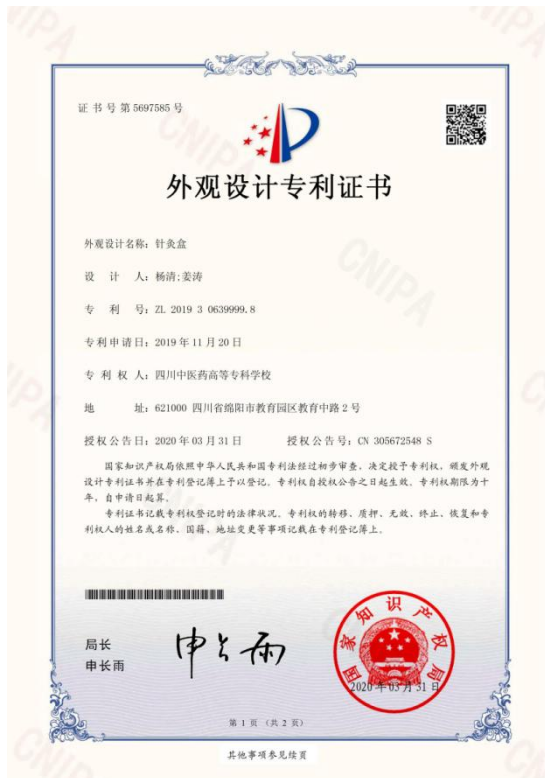 证书号第5697585号
外观设计专利证书
外观设计名称：针灸盒
设 计 人：杨清;姜涛
专 利 号：ZL 2019 3 0639999.8
专利申请日：2019年11月20日
专 利 权 人：四川中医药高等专科学校
地 址：621000 四川省绵阳市教育园区教育中路2号
授权公告日：2020年03月31日 授权公告号：CN 305672548 S
国家知识产权局依照中华人民共和国专利法经过初步审查，决定授予专利权，颁发外观
设计专利证书并在专利登记簿上予以登记。专利权自授权公告之日起生效。专利权期限为十
年，自申请日起算。
专利证书记载专利权登记时的法律状况。专利权的转移、质押、无效、终止、恢复和专
利权人的姓名或名称、国籍、地址变更等事项记载在专利登记簿上。
局长
申长雨
申长雨
国家知识产权局
2020年03月31日
第 1 页 （共 2 页）
其他事项参见续页
CNIPA
CNIPA
CNIPA
CNIPA